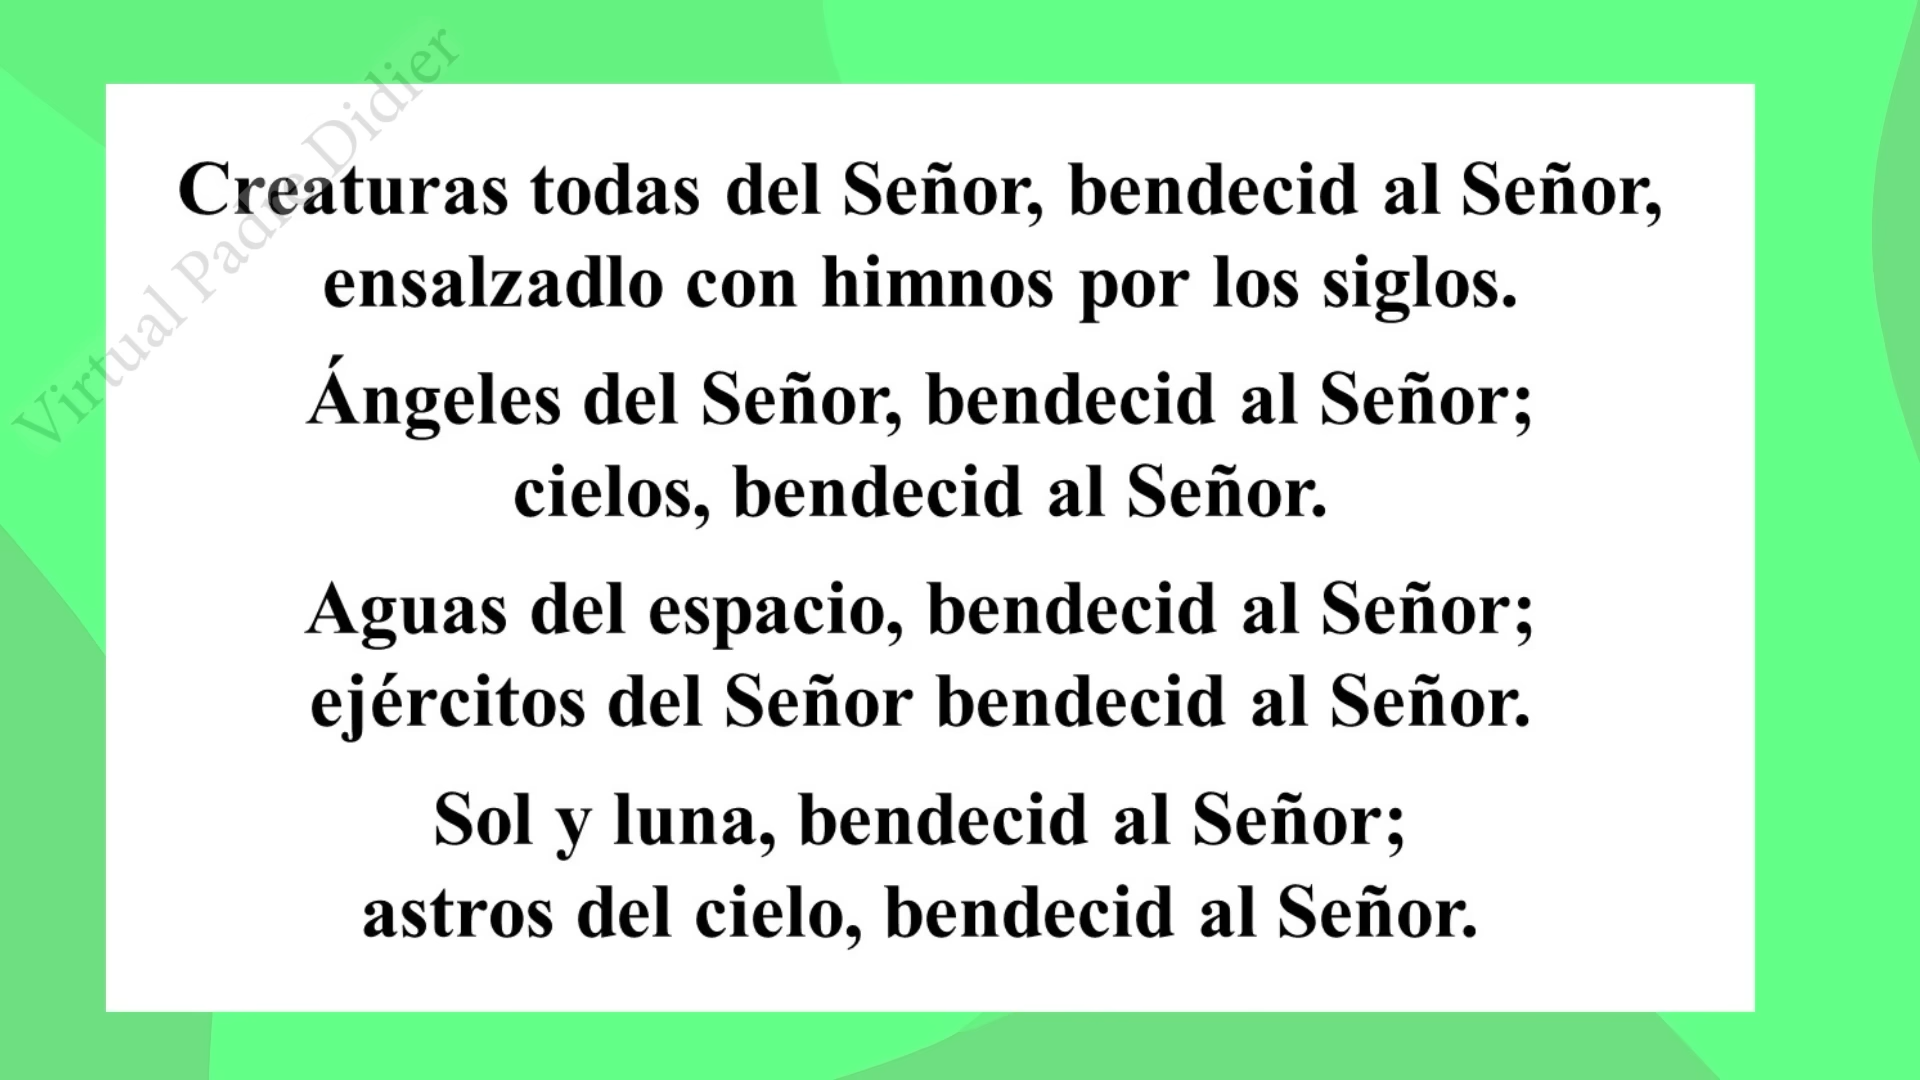 Virtual Padre Didier
Creaturas todas del Señor, bendecid al Señor,
ensalzadlo con himnos por los siglos.
Ángeles del Señor, bendecid al Señor;
cielos, bendecid al Señor.
Aguas del espacio, bendecid al Señor;
ejércitos del Señor bendecid al Señor.
Sol y luna, bendecid al Señor;
astros del cielo, bendecid al Señor.